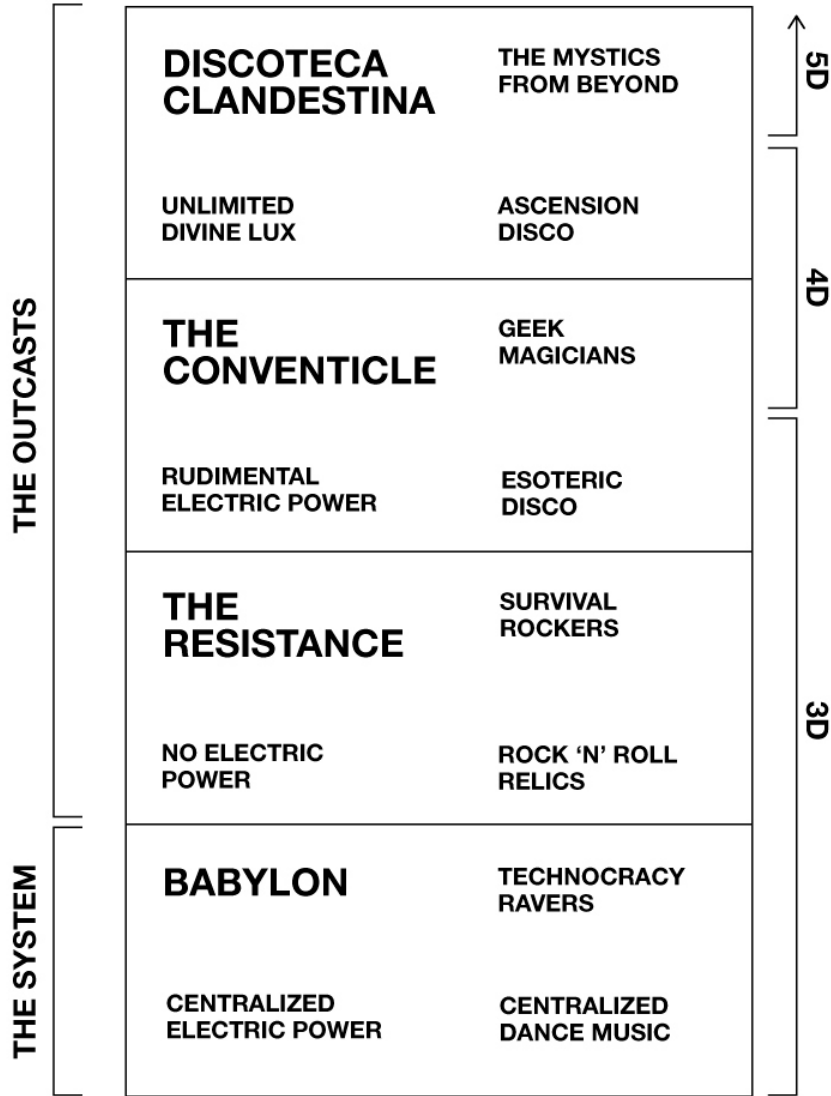 DISCOTECA
CLANDESTINA
THE MYSTICS
FROM BEYOND
UNLIMITED
DIVINE LUX
ASCENSION
DISCO
THE
CONVENTICLE
GEEK
MAGICIANS
RUDIMENTAL
ELECTRIC POWER
ESOTERIC
DISCO
THE
RESISTANCE
SURVIVAL
ROCKERS
NO ELECTRIC
POWER
ROCK ‘N’ ROLL
RELICS
BABYLON
TECHNOCRACY
RAVERS
CENTRALIZED
ELECTRIC POWER
CENTRALIZED
DANCE MUSIC
THE OUTCASTS
THE SYSTEM
5D
4D
3D